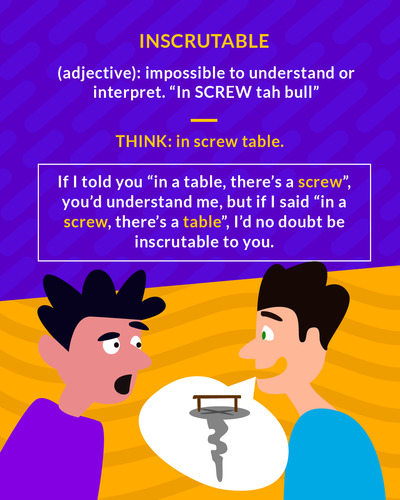 INSCRUTABLE
(adjective): impossible to understand or
interpret. “In SCREW tah bull”
THINK: in screw table.
If I told you “in a table, there’s a screw”,
you’d understand me, but if I said “in a
screw, there’s a table”, I’d no doubt be
inscrutable to you.